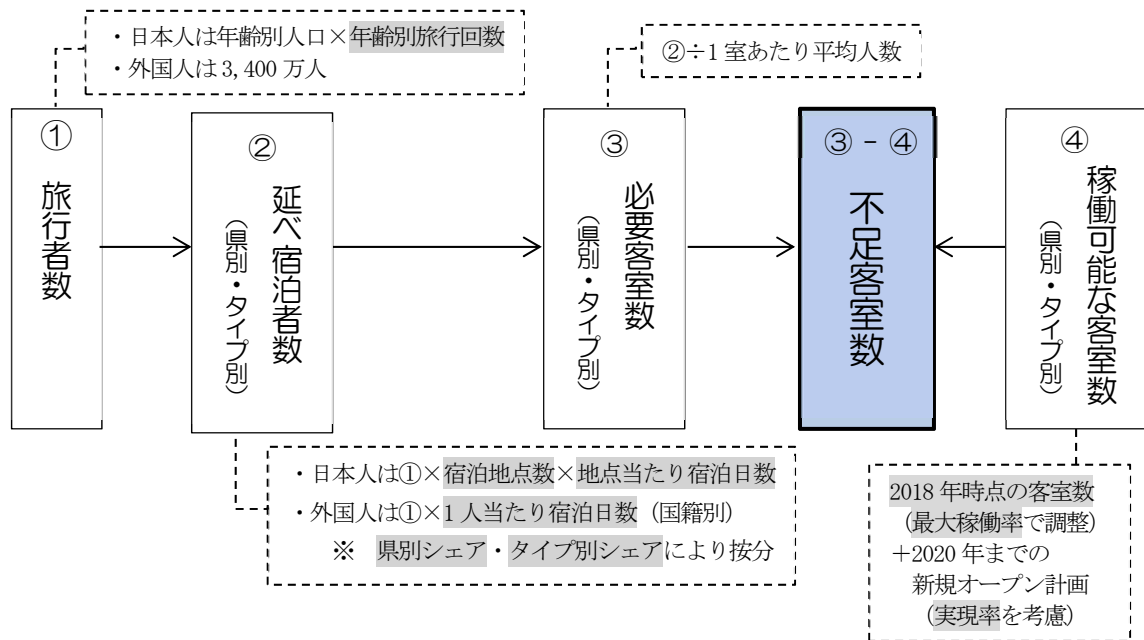 ・日本人は年齢別人口×年齢別旅行回数
・外国人は3,400万人
②÷1室あたり平均人数
①
旅行者数
②
延べ宿泊者数
(県別・タイプ別)
③
必要客室数
(県別・タイプ別)
③ - ④
不足客室数
④
稼働可能な客室数
(県別・タイプ別)
・日本人は①×宿泊地点数×地点当たり宿泊日数
・外国人は①×1人当たり宿泊日数(国籍別)
※ 県別シェア・タイプ別シェアにより按分
2018年時点の客室数
(最大稼働率で調整)
+2020年までの
新規オープン計画
(実現率を考慮)